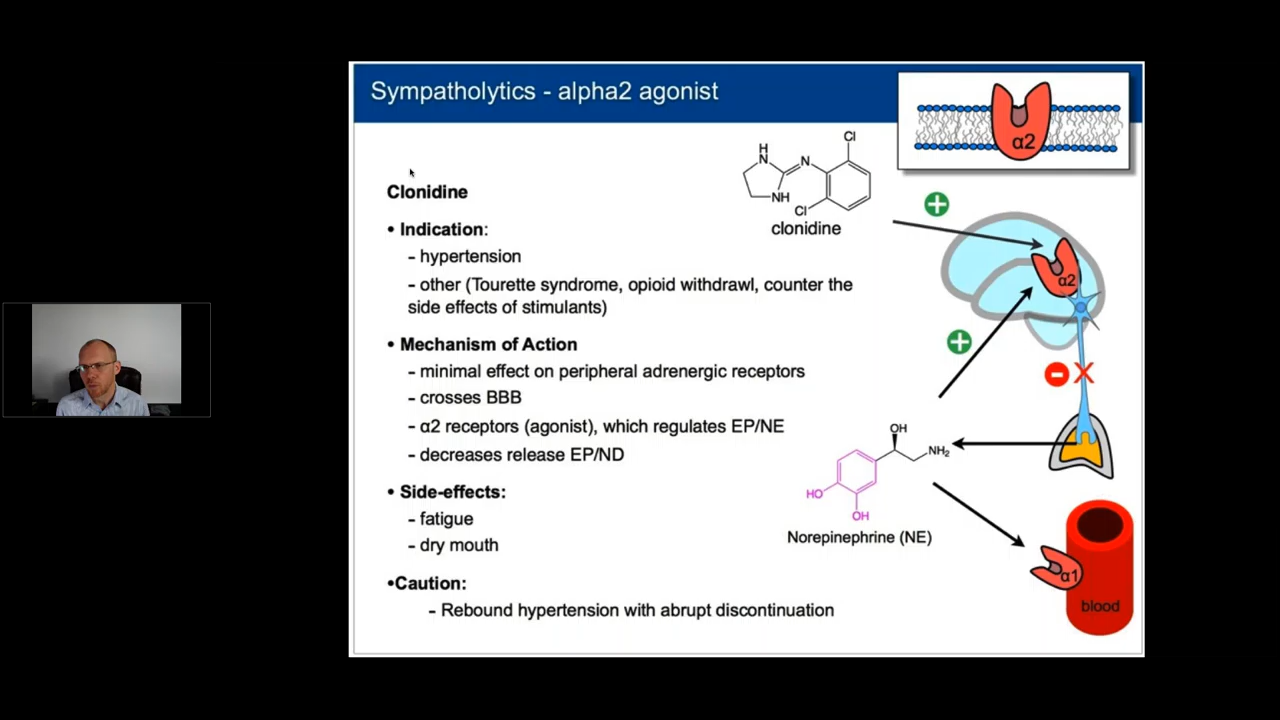 Sympatholytics - alpha2 agonist
α2
Clonidine
H
N
N
NH
Cl
Cl
clonidine
• Indication:
- hypertension
- other (Tourette syndrome, opioid withdrawl, counter the
side effects of stimulants)
• Mechanism of Action
- minimal effect on peripheral adrenergic receptors
- crosses BBB
- α2 receptors (agonist), which regulates EP/NE
- decreases release EP/ND
• Side-effects:
- fatigue
- dry mouth
•Caution:
- Rebound hypertension with abrupt discontinuation
α2
OH
NH₂
HO
OH
Norepinephrine (NE)
α1
blood